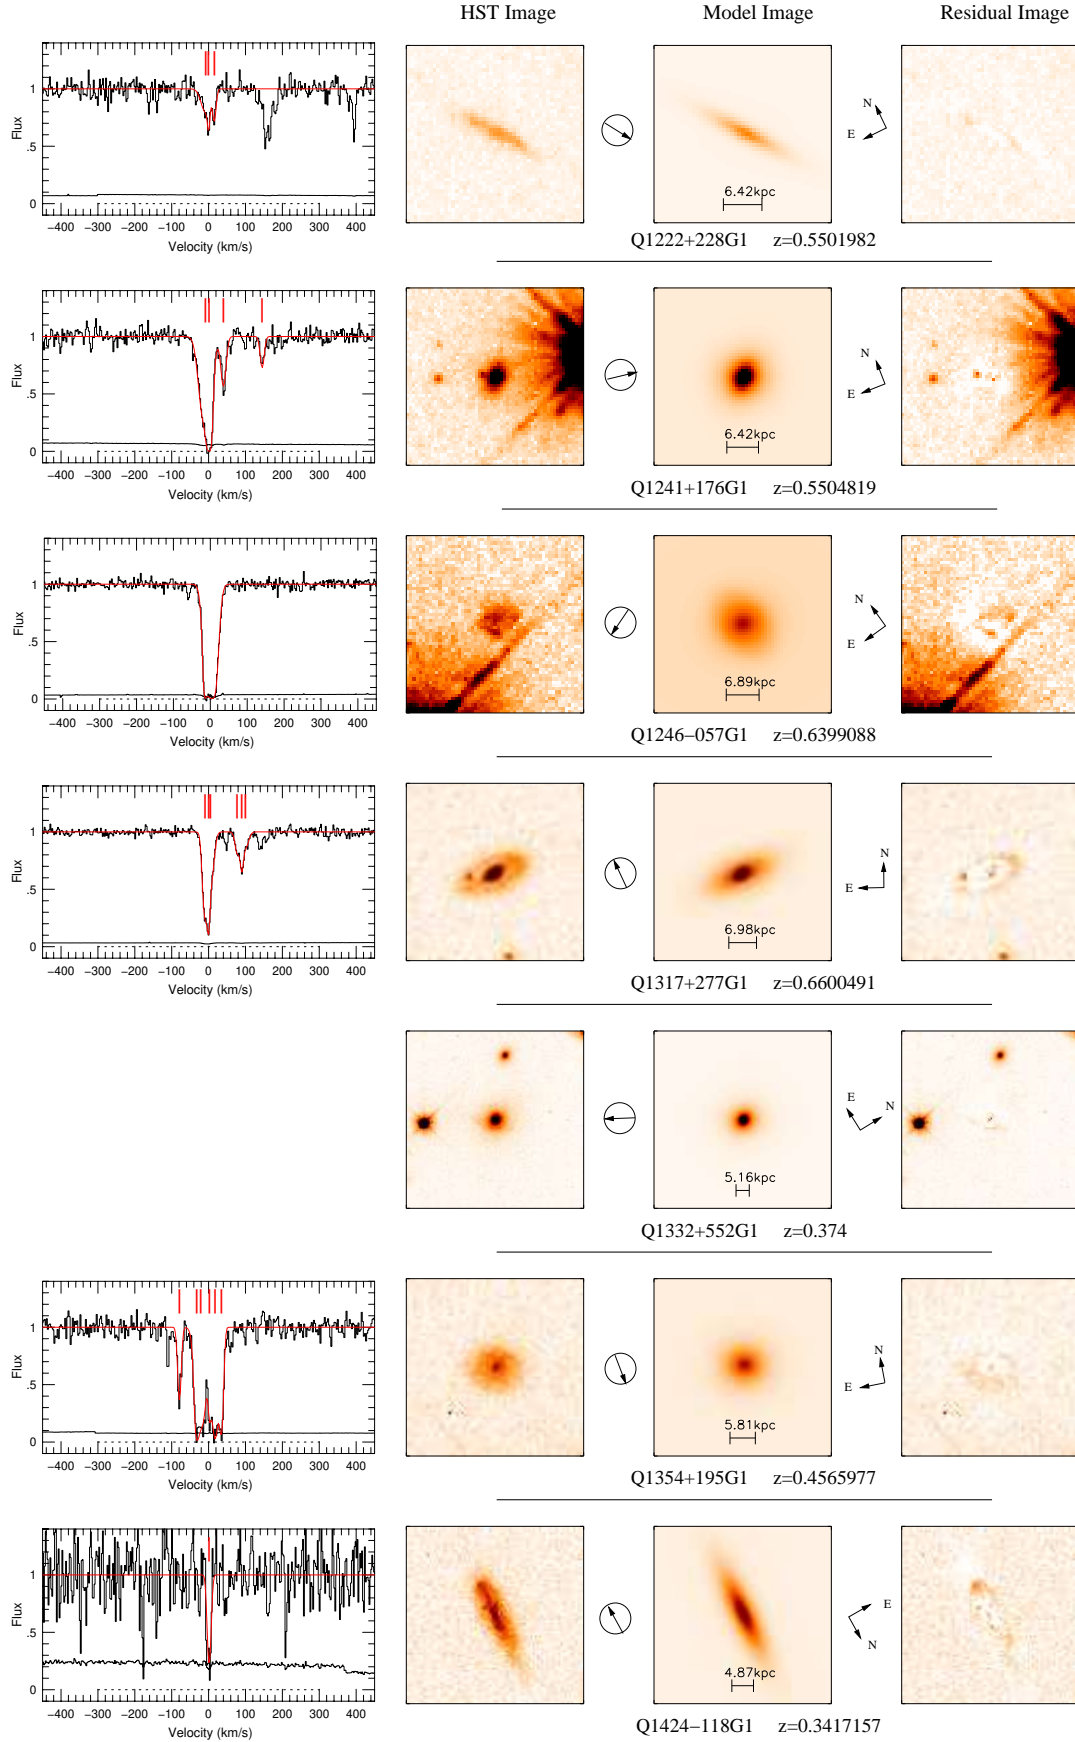 HST Image Model Image Residual Image
Flux
1
.5
0
−400 −300 −200 −100 0 100 200 300 400
Velocity (km/s)
6.42kpc
N
E
Q1222+228G1 z=0.5501982
Flux
1
.5
0
−400 −300 −200 −100 0 100 200 300 400
Velocity (km/s)
6.42kpc
N
E
Q1241+176G1 z=0.5504819
Flux
1
.5
0
−400 −300 −200 −100 0 100 200 300 400
Velocity (km/s)
6.89kpc
N
E
Q1246−057G1 z=0.6399088
Flux
1
.5
0
−400 −300 −200 −100 0 100 200 300 400
Velocity (km/s)
6.98kpc
N
E
Q1317+277G1 z=0.6600491
5.16kpc
E
N
Q1332+552G1 z=0.374
Flux
1
.5
0
−400 −300 −200 −100 0 100 200 300 400
Velocity (km/s)
5.81kpc
N
E
Q1354+195G1 z=0.4565977
Flux
1
.5
0
−400 −300 −200 −100 0 100 200 300 400
Velocity (km/s)
4.87kpc
E
N
Q1424−118G1 z=0.3417157